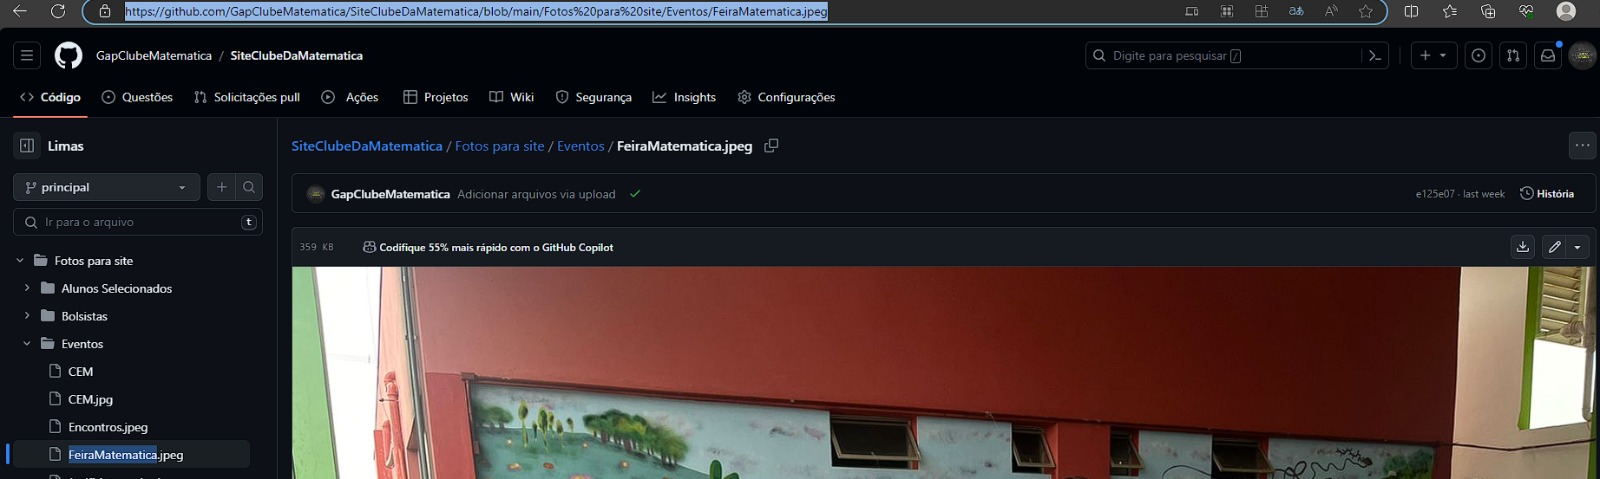 https://github.com/GapClubeMatematica/SiteClubeDaMatematica/blob/main/Fotos%20para%20site/Eventos/FeiraMatematica.jpeg
GapClubeMatematica / SiteClubeDaMatematica
Digite para pesquisar /
Código Questões Solicitações pull Ações Projetos Wiki Segurança Insights Configurações
Limas
principal
Ir para o arquivo t
Fotos para site
Alunos Selecionados
Bolsistas
Eventos
CEM
CEM.jpg
Encontros.jpeg
FeiraMatematica.jpeg
SiteClubeDaMatematica / Fotos para site / Eventos / FeiraMatematica.jpeg
GapClubeMatematica Adicionar arquivos via upload
e125e07 · last week História
359 KB Codifique 55% mais rápido com o GitHub Copilot